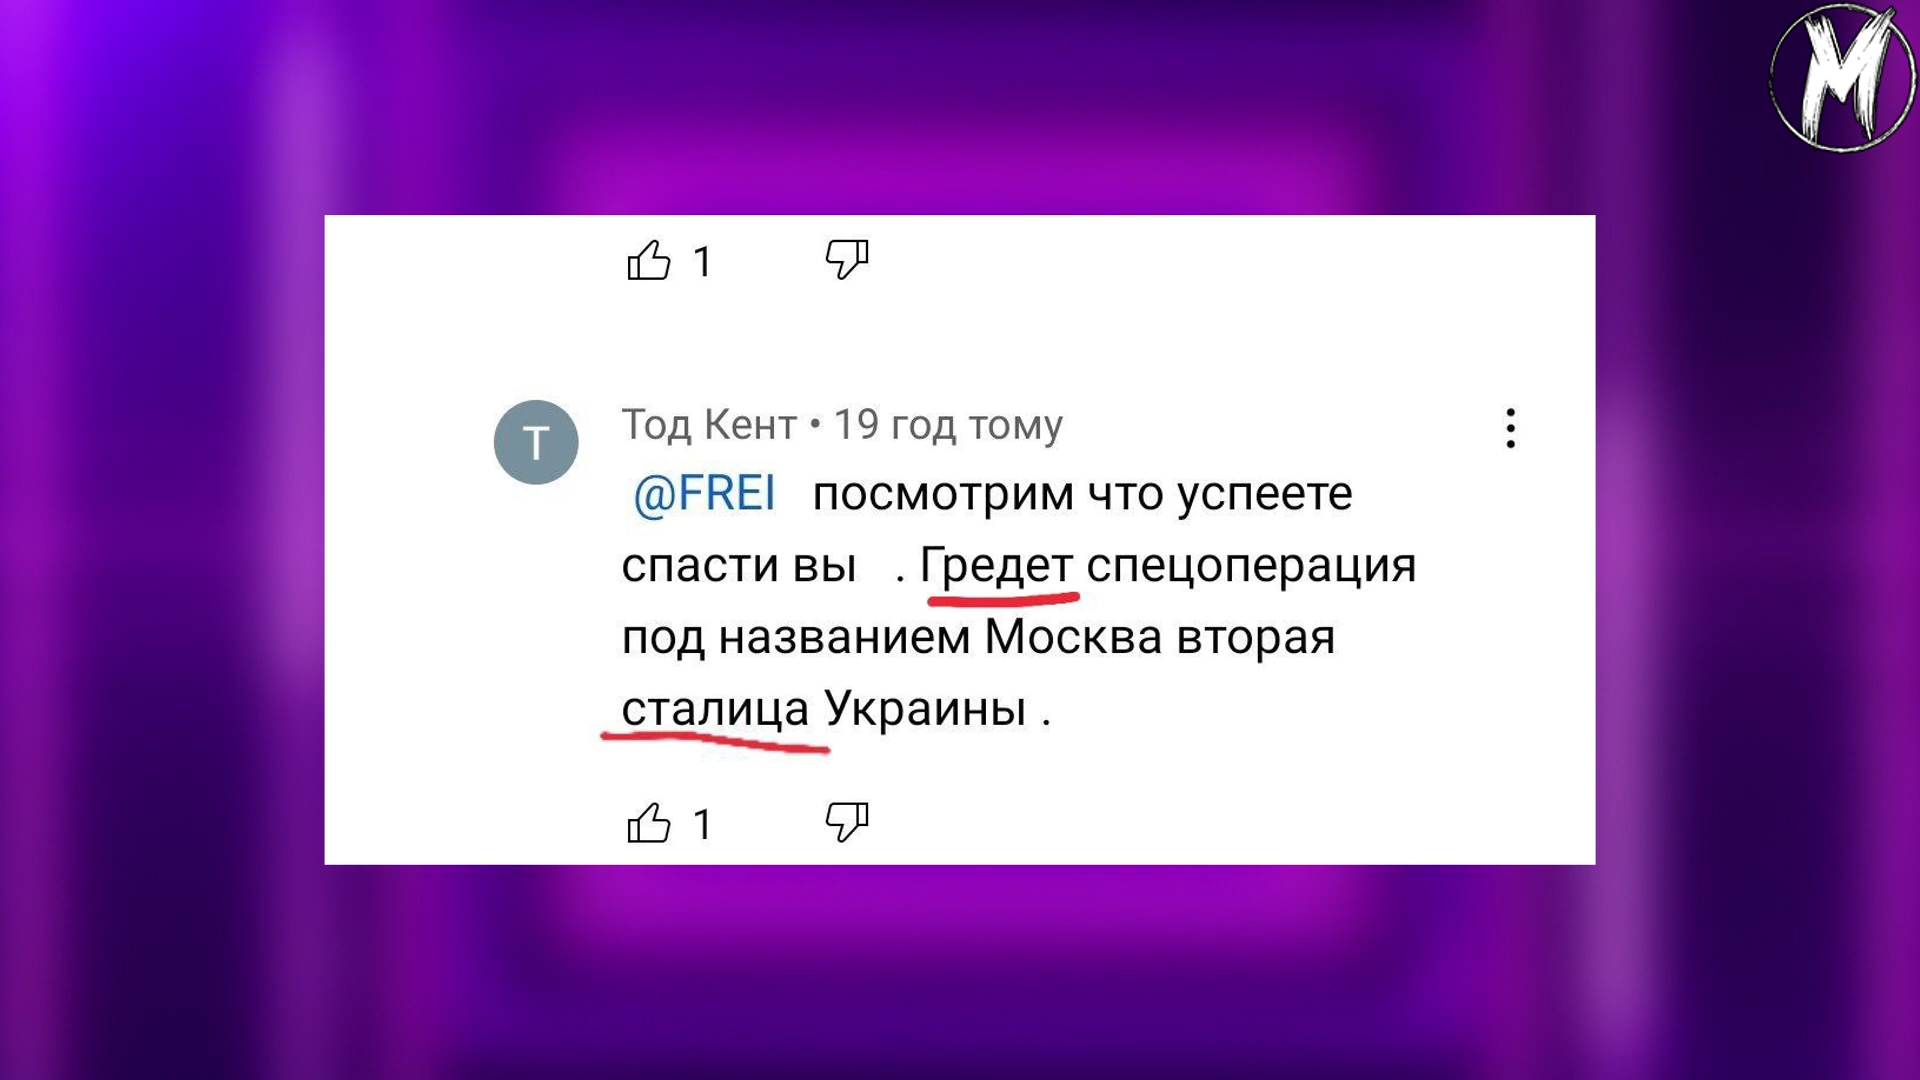 M
1
T
Тод Кент • 19 год тому
@FREI посмотрим что успеете
спасти вы . Гредет спецоперация
под названием Москва вторая
сталица Украины .
1